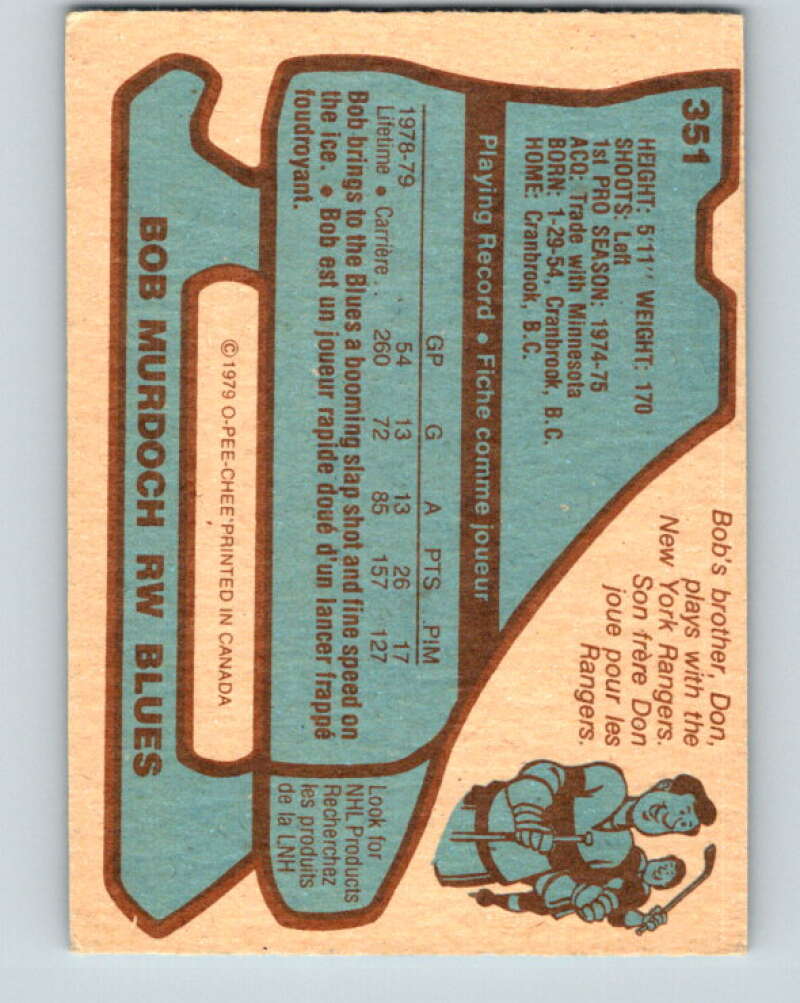 351
HEIGHT: 5'11" WEIGHT: 170
SHOOTS: Left
1st PRO SEASON: 1974-75
ACQ: Trade with Minnesota
BORN: 1-29-54, Cranbrook, B.C.
HOME: Cranbrook, B.C.
Bob's brother, Don,
plays with the
New York Rangers.
Son frère Don
joue pour les
Rangers.
Playing Record • Fiche comme joueur
GP G A PTS PIM
1978-79 54 13 13 26 17
Lifetime • Carrière.. 260 72 85 157 127
Bob brings to the Blues a booming slap shot and fine speed on
the ice. • Bob est un joueur rapide doué d'un lancer frappé
foudroyant.
Look for
NHL Products
Recherchez
les produits
de la LNH
©1979 O-PEE-CHEE PRINTED IN CANADA
BOB MURDOCH RW BLUES